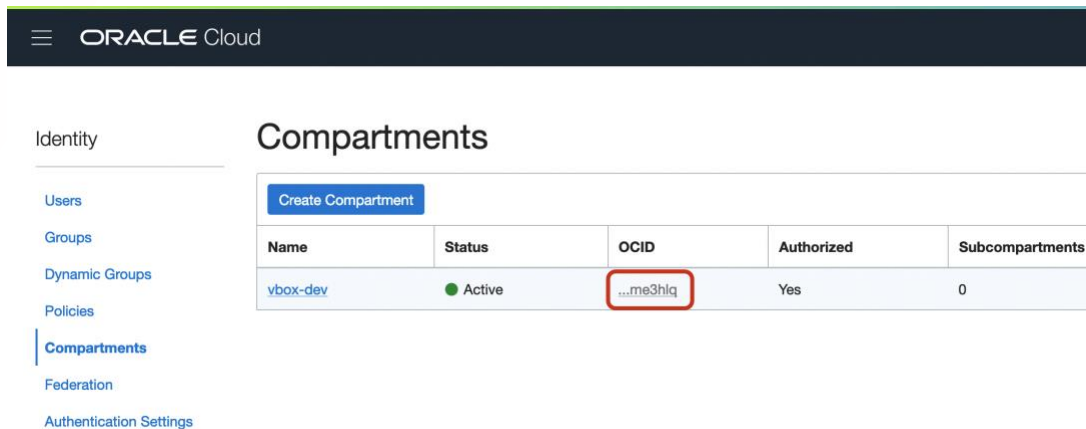 ORACLE Cloud
Identity
Users
Groups
Dynamic Groups
Policies
Compartments
Federation
Authentication Settings
Compartments
Create Compartment
Name Status OCID Authorized Subcompartments
vbox-dev Active ...me3hlq Yes 0